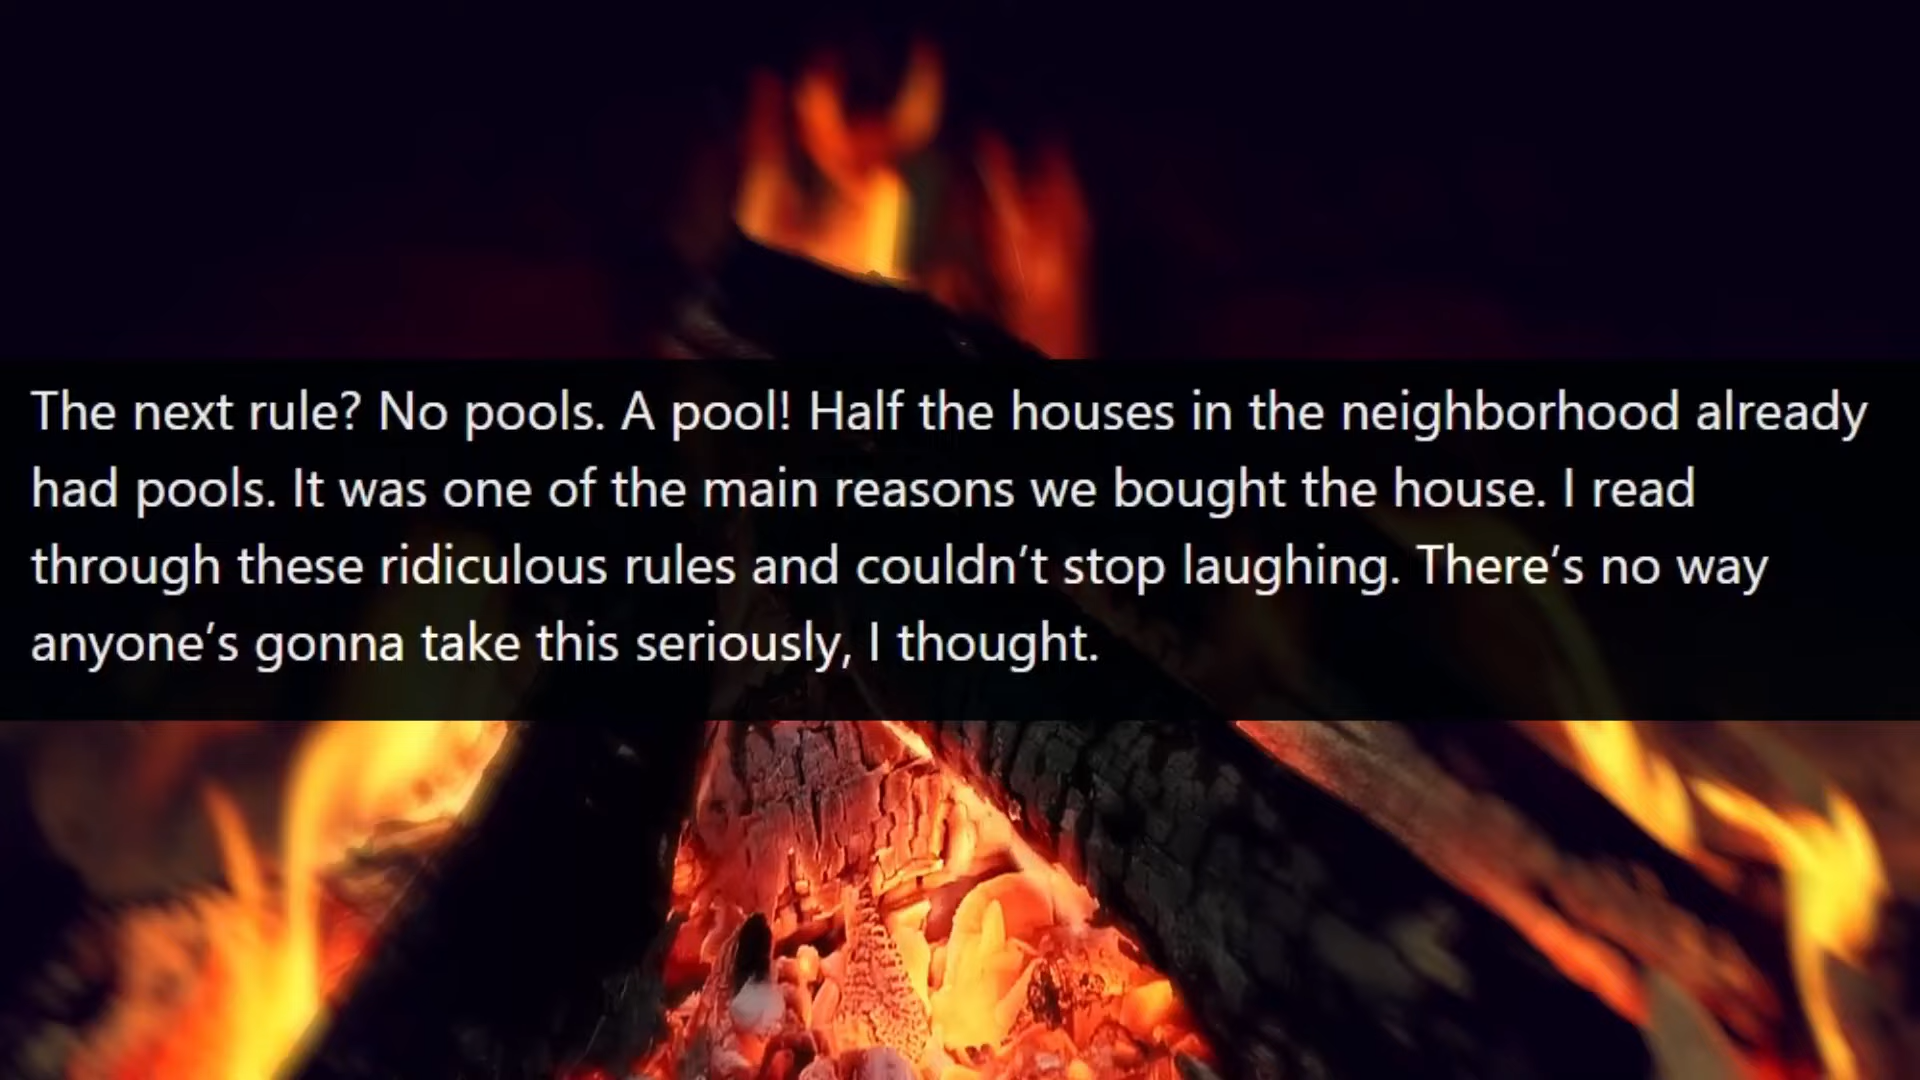 The next rule? No pools. A pool! Half the houses in the neighborhood already
had pools. It was one of the main reasons we bought the house. I read
through these ridiculous rules and couldn’t stop laughing. There’s no way
anyone’s gonna take this seriously, I thought.